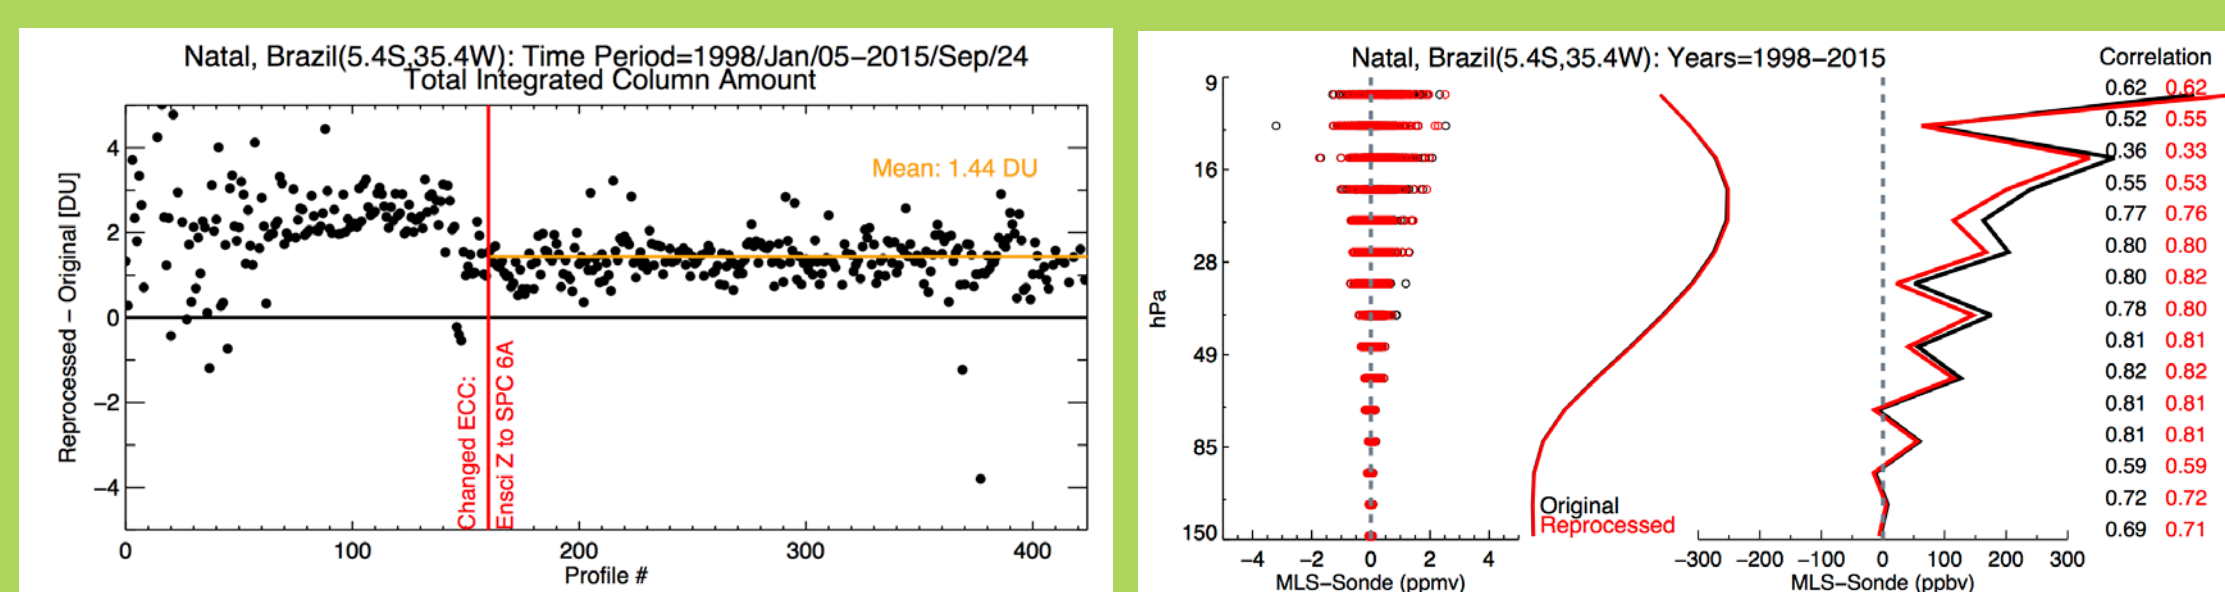 Natal, Brazil(5.4S,35.4W): Time Period=1998/Jan/05-2015/Sep/24
Total Integrated Column Amount
Reprocessed - Original [DU]
4
2
0
-2
-4
Mean: 1.44 DU
Changed ECC:
Ensci Z to SPC 6A
0 100 200 300 400
Profile #
Natal, Brazil(5.4S,35.4W): Years=1998-2015
Correlation
hPa
9
16
28
49
85
150
0.62 0.62
0.52 0.55
0.36 0.33
0.55 0.53
0.77 0.76
0.80 0.80
0.80 0.82
0.78 0.80
0.81 0.81
0.82 0.82
0.81 0.81
0.81 0.81
0.59 0.59
0.72 0.72
0.69 0.71
Original
Reprocessed
-4 -2 0 2 4
MLS-Sonde (ppmv)
-300 -200 -100 0 100 200 300
MLS-Sonde (ppbv)